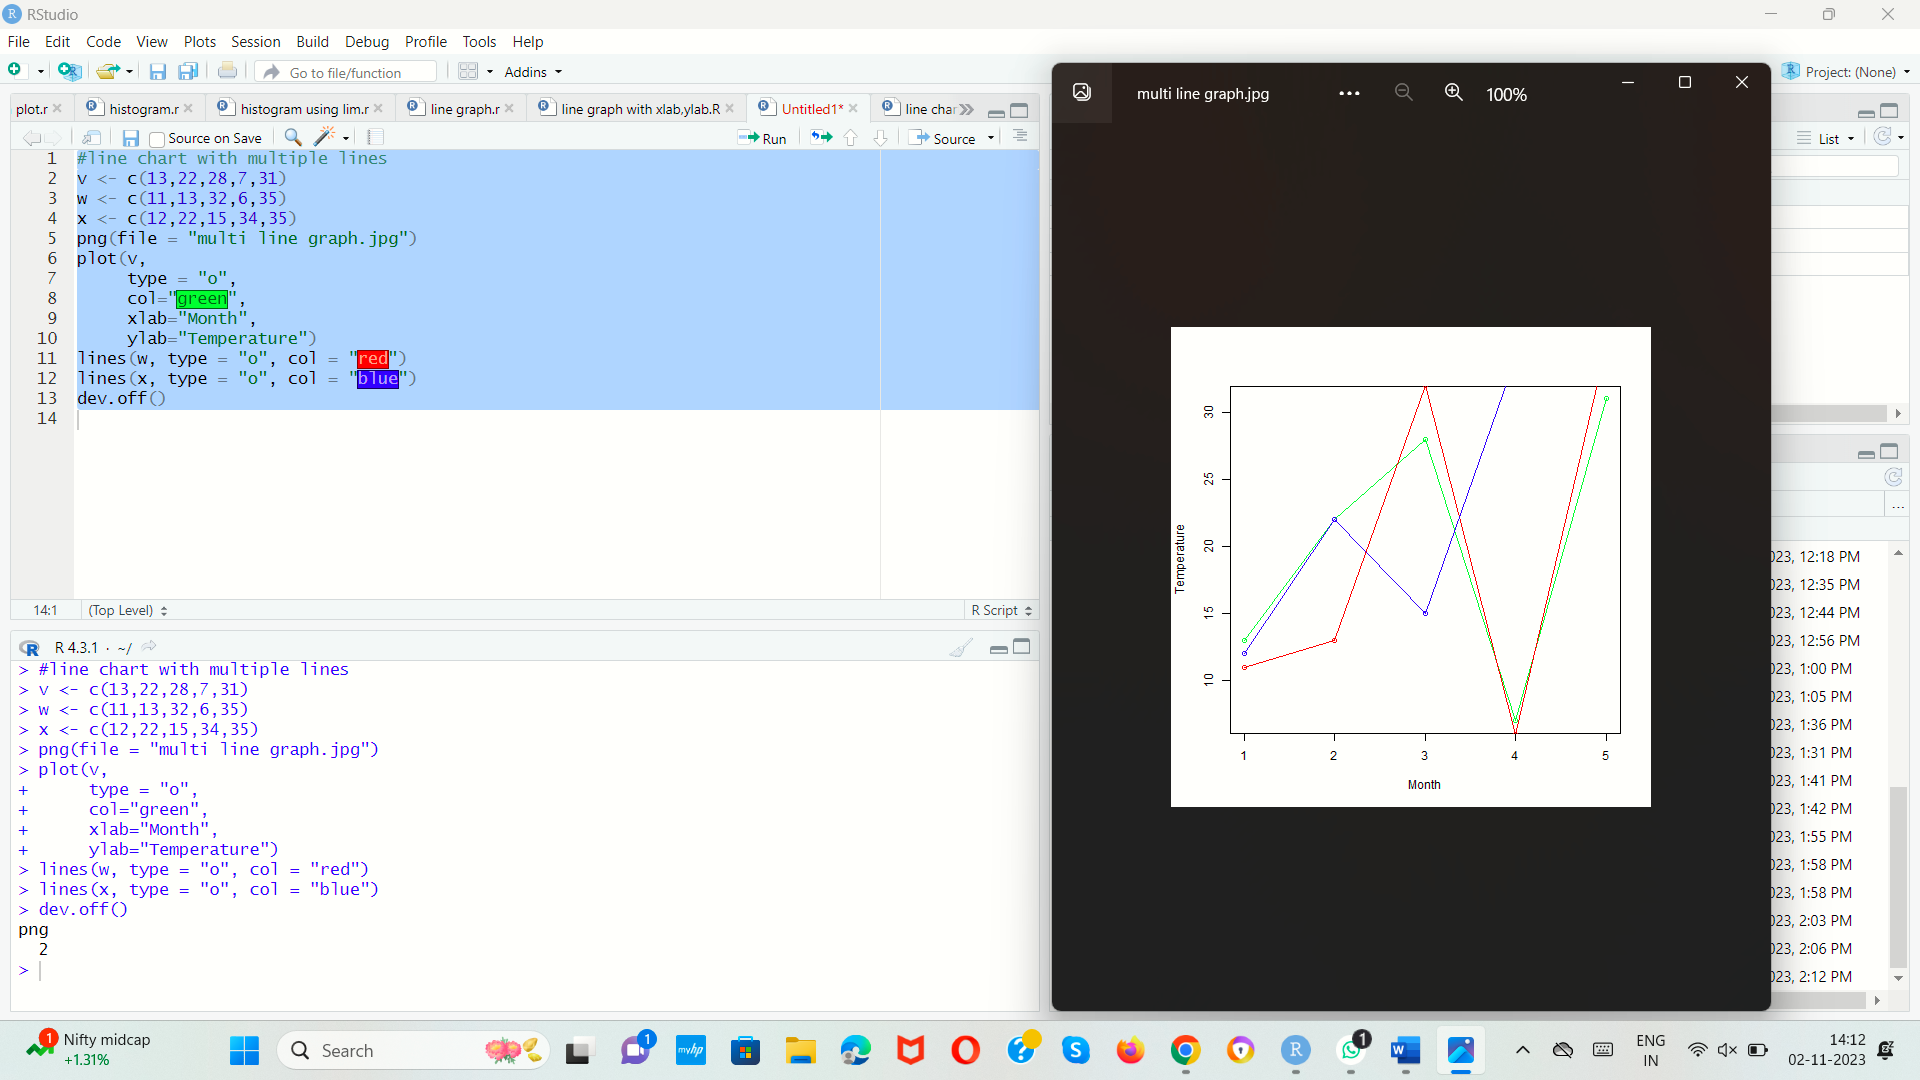 RStudio
File Edit Code View Plots Session Build Debug Profile Tools Help
Go to file/function
Addins
Project: (None)
plot.r
histogram.r
histogram using lim.r
line graph.r
line graph with xlab,ylab.R
Untitled1*
line char
Source on Save
Run
Source
List
1 #line chart with multiple lines
2 v <- c(13,22,28,7,31)
3 w <- c(11,13,32,6,35)
4 x <- c(12,22,15,34,35)
5 png(file = "multi line graph.jpg")
6 plot(v,
7 type = "o",
8 col="green",
9 xlab="Month",
10 ylab="Temperature")
11 lines(w, type = "o", col = "red")
12 lines(x, type = "o", col = "blue")
13 dev.off()
14
14:1 (Top Level) R Script
R 4.3.1 · ~/
> #line chart with multiple lines
> v <- c(13,22,28,7,31)
> w <- c(11,13,32,6,35)
> x <- c(12,22,15,34,35)
> png(file = "multi line graph.jpg")
> plot(v,
+ type = "o",
+ col="green",
+ xlab="Month",
+ ylab="Temperature")
> lines(w, type = "o", col = "red")
> lines(x, type = "o", col = "blue")
> dev.off()
png
2
>
multi line graph.jpg
100%
30
25
20
15
10
Temperature
1 2 3 4 5
Month
023, 12:18 PM
023, 12:35 PM
023, 12:44 PM
023, 12:56 PM
023, 1:00 PM
023, 1:05 PM
023, 1:36 PM
023, 1:31 PM
023, 1:41 PM
023, 1:42 PM
023, 1:55 PM
023, 1:58 PM
023, 1:58 PM
023, 2:03 PM
023, 2:06 PM
023, 2:12 PM
1
Nifty midcap
+1.31%
Search
1
myhp
1
ENG
IN
14:12
02-11-2023